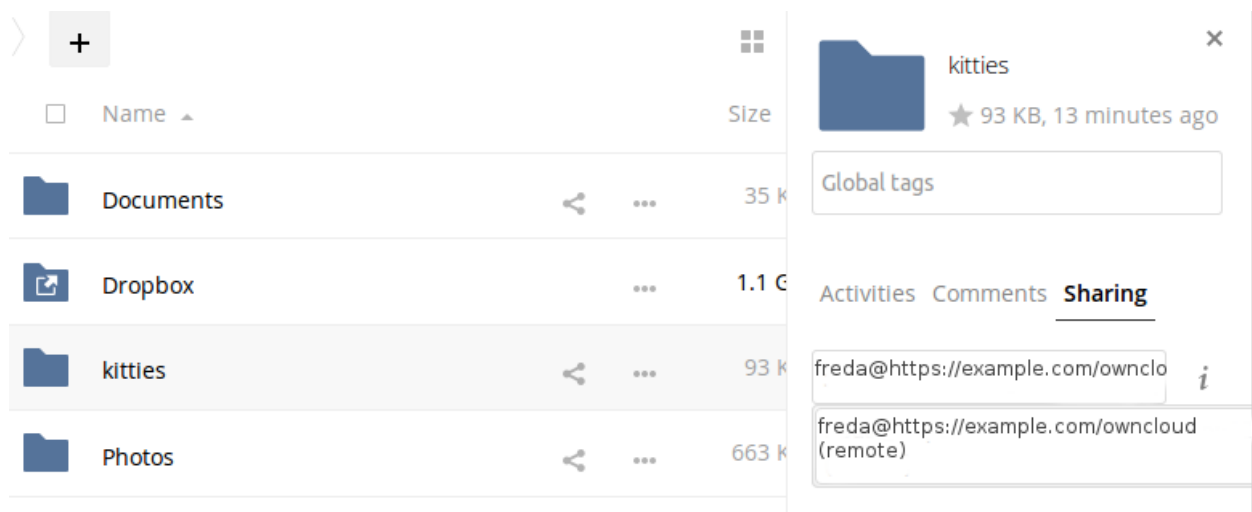 +
Name
Size
Documents
35 K
Dropbox
1.1 G
kitties
93 K
Photos
663 K
kitties
93 KB, 13 minutes ago
Global tags
Activities Comments Sharing
freda@https://example.com/ownclo
i
freda@https://example.com/owncloud
(remote)